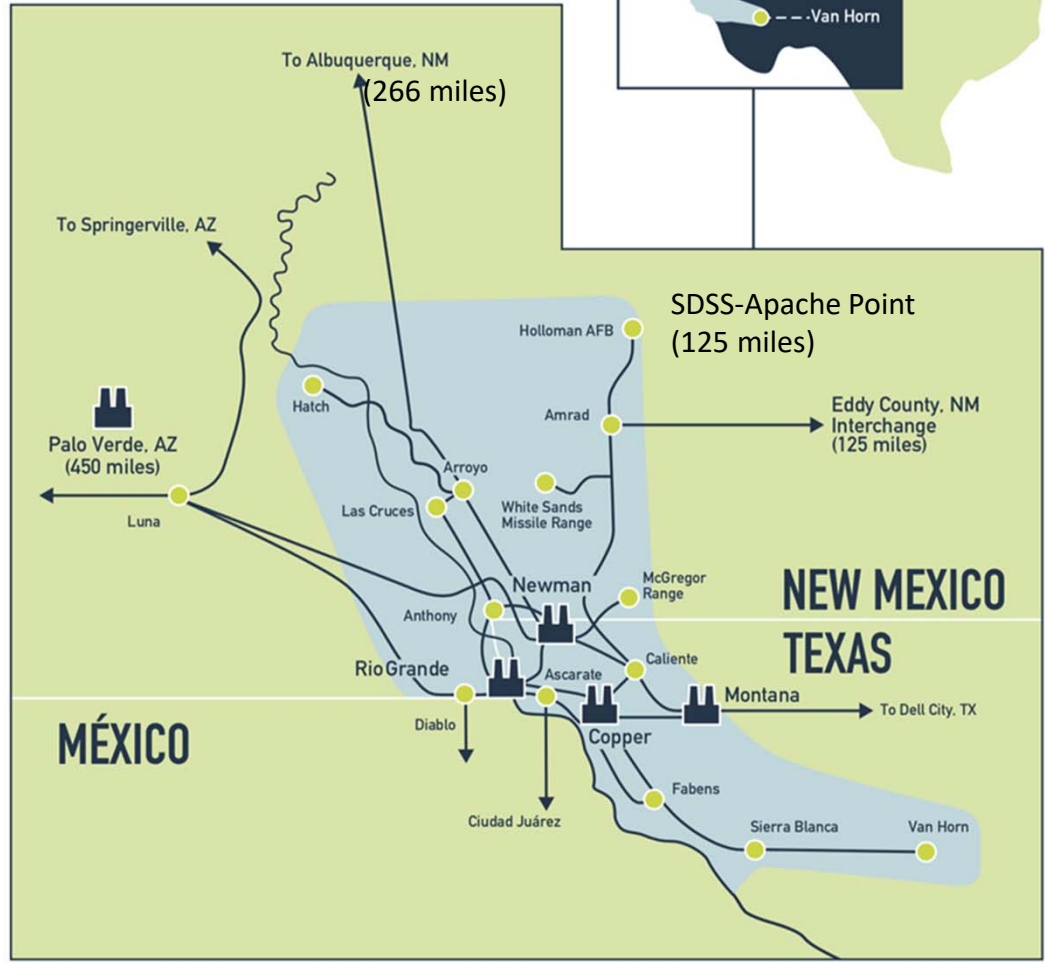 Van Horn
To Albuquerque, NM
(266 miles)
To Springerville, AZ
SDSS-Apache Point
(125 miles)
Holloman AFB
Hatch
Amrad
Eddy County, NM
Interchange
(125 miles)
Palo Verde, AZ
(450 miles)
Arroyo
Luna
Las Cruces
White Sands
Missile Range
Newman
McGregor
Range
NEW MEXICO
Anthony
TEXAS
Rio Grande
Ascarate
Caliente
Montana
To Dell City, TX
Diablo
MÉXICO
Copper
Fabens
Ciudad Juárez
Sierra Blanca
Van Horn